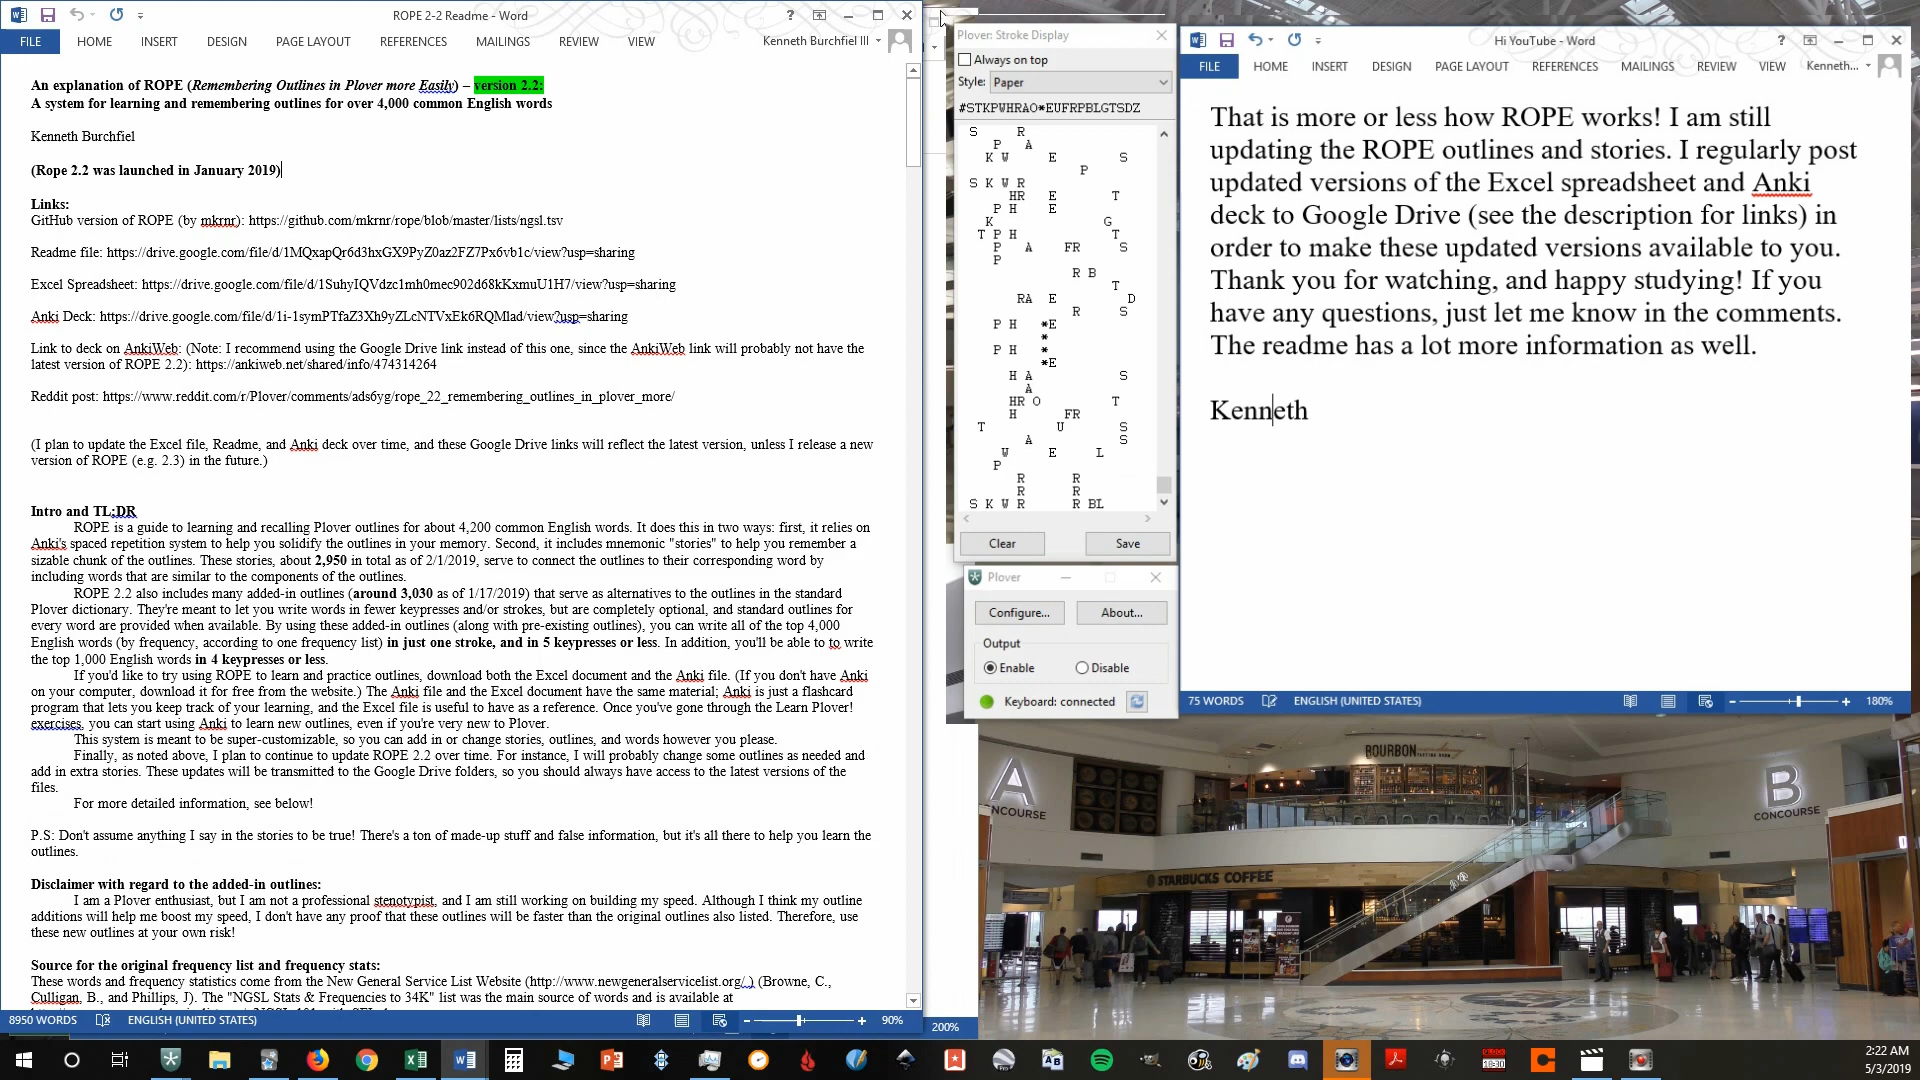 ROPE 2-2 Readme - Word
FILE HOME INSERT DESIGN PAGE LAYOUT REFERENCES MAILINGS REVIEW VIEW Kenneth Burchfiel III
An explanation of ROPE (Remembering Outlines in Plover more Easily) – version 2.2:
A system for learning and remembering outlines for over 4,000 common English words
Kenneth Burchfiel
(Rope 2.2 was launched in January 2019)
Links:
GitHub version of ROPE (by mkrnr): https://github.com/mkrnr/rope/blob/master/lists/ngsl.tsv
Readme file: https://drive.google.com/file/d/1MQxapQr6d3hxGX9PyZ0az2FZ7Px6vb1c/view?usp=sharing
Excel Spreadsheet: https://drive.google.com/file/d/1SuhyIQVdzc1mh0mec902d68kKxmuU1H7/view?usp=sharing
Anki Deck: https://drive.google.com/file/d/1i-1symPTfaZ3Xh9yZLcNTVxEk6RQMlad/view?usp=sharing
Link to deck on AnkiWeb: (Note: I recommend using the Google Drive link instead of this one, since the AnkiWeb link will probably not have the
latest version of ROPE 2.2): https://ankiweb.net/shared/info/474314264
Reddit post: https://www.reddit.com/r/Plover/comments/ads6yg/rope_22_remembering_outlines_in_plover_more/
(I plan to update the Excel file, Readme, and Anki deck over time, and these Google Drive links will reflect the latest version, unless I release a new
version of ROPE (e.g. 2.3) in the future.)
Intro and TL;DR
ROPE is a guide to learning and recalling Plover outlines for about 4,200 common English words. It does this in two ways: first, it relies on
Anki's spaced repetition system to help you solidify the outlines in your memory. Second, it includes mnemonic "stories" to help you remember a
sizable chunk of the outlines. These stories, about 2,950 in total as of 2/1/2019, serve to connect the outlines to their corresponding word by
including words that are similar to the components of the outlines.
ROPE 2.2 also includes many added-in outlines (around 3,030 as of 1/17/2019) that serve as alternatives to the outlines in the standard
Plover dictionary. They're meant to let you write words in fewer keypresses and/or strokes, but are completely optional, and standard outlines for
every word are provided when available. By using these added-in outlines (along with pre-existing outlines), you can write all of the top 4,000
English words (by frequency, according to one frequency list) in just one stroke, and in 5 keypresses or less. In addition, you'll be able to to write
the top 1,000 English words in 4 keypresses or less.
If you'd like to try using ROPE to learn and practice outlines, download both the Excel document and the Anki file. (If you don't have Anki
on your computer, download it for free from the website.) The Anki file and the Excel document have the same material; Anki is just a flashcard
program that lets you keep track of your learning, and the Excel file is useful to have as a reference. Once you've gone through the Learn Plover!
exercises, you can start using Anki to learn new outlines, even if you're very new to Plover.
This system is meant to be super-customizable, so you can add in or change stories, outlines, and words however you please.
Finally, as noted above, I plan to continue to update ROPE 2.2 over time. For instance, I will probably change some outlines as needed and
add in extra stories. These updates will be transmitted to the Google Drive folders, so you should always have access to the latest versions of the
files.
For more detailed information, see below!
P.S: Don't assume anything I say in the stories to be true! There's a ton of made-up stuff and false information, but it's all there to help you learn the
outlines.
Disclaimer with regard to the added-in outlines:
I am a Plover enthusiast, but I am not a professional stenotypist, and I am still working on building my speed. Although I think my outline
additions will help me boost my speed, I don't have any proof that these outlines will be faster than the original outlines also listed. Therefore, use
these new outlines at your own risk!
Source for the original frequency list and frequency stats:
These words and frequency statistics come from the New General Service List Website (http://www.newgeneralservicelist.org/ ) (Browne, C.,
Culligan, B., and Phillips, J). The "NGSL Stats & Frequencies to 34K" list was the main source of words and is available at
8950 WORDS ENGLISH (UNITED STATES) 90%
200%
Plover: Stroke Display
Always on top
Style: Paper
#STKPWHRAO*EUFRPBLGTSDZ
S R
P A
K W E S
P
S K W R
HR E T
P H E
K G
T P H T
P A FR S
P
R B
T
RA E D
R S
P H *E
*
P H *
*E
H A S
A
HR O T
H FR
T U S
A S
W E L
P
R R
R R
S K W R R BL
Clear Save
Plover
Configure... About...
Output
Enable Disable
Keyboard: connected
Hi YouTube - Word
FILE HOME INSERT DESIGN PAGE LAYOUT REFERENCES MAILINGS REVIEW VIEW Kenneth...
That is more or less how ROPE works! I am still
updating the ROPE outlines and stories. I regularly post
updated versions of the Excel spreadsheet and Anki
deck to Google Drive (see the description for links) in
order to make these updated versions available to you.
Thank you for watching, and happy studying! If you
have any questions, just let me know in the comments.
The readme has a lot more information as well.
Kenneth
75 WORDS ENGLISH (UNITED STATES) 180%
BOURBON
A
CONCOURSE
B
CONCOURSE
STARBUCKS COFFEE
2:22 AM
5/3/2019